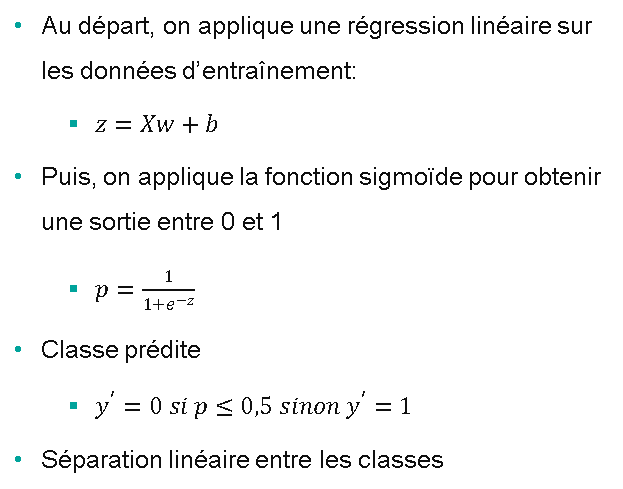 • Au départ, on applique une régression linéaire sur
les données d'entraînement:
▪ z = Xw + b
• Puis, on applique la fonction sigmoïde pour obtenir
une sortie entre 0 et 1
▪ p = 1/(1+e^{-z})
• Classe prédite
▪ y′ = 0 si p ≤ 0,5 sinon y′ = 1
• Séparation linéaire entre les classes